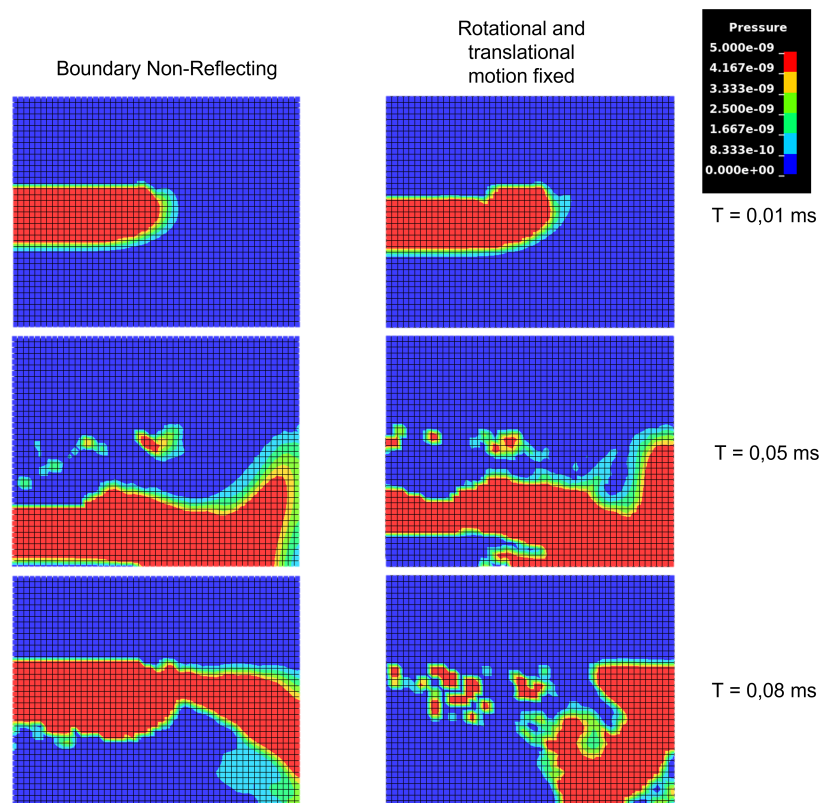 Boundary Non-Reflecting
Rotational and
translational
motion fixed
Pressure
5.000e-09
4.167e-09
3.333e-09
2.500e-09
1.667e-09
8.333e-10
0.000e+00
T = 0,01 ms
T = 0,05 ms
T = 0,08 ms